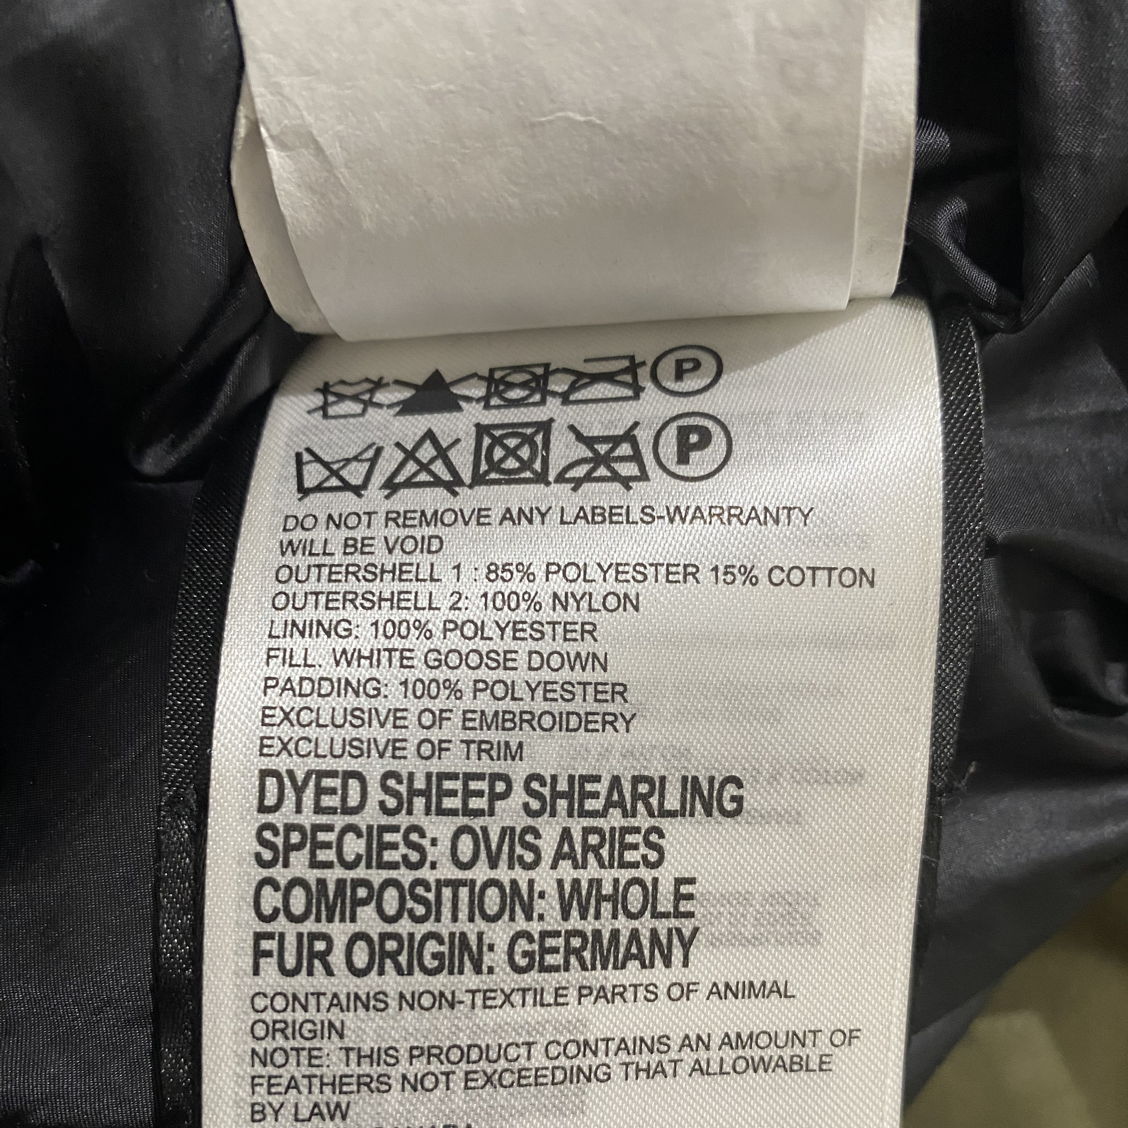 P
P
DO NOT REMOVE ANY LABELS-WARRANTY
WILL BE VOID
OUTERSHELL 1 : 85% POLYESTER 15% COTTON
OUTERSHELL 2: 100% NYLON
LINING: 100% POLYESTER
FILL. WHITE GOOSE DOWN
PADDING: 100% POLYESTER
EXCLUSIVE OF EMBROIDERY
EXCLUSIVE OF TRIM
DYED SHEEP SHEARLING
SPECIES: OVIS ARIES
COMPOSITION: WHOLE
FUR ORIGIN: GERMANY
CONTAINS NON-TEXTILE PARTS OF ANIMAL
ORIGIN
NOTE: THIS PRODUCT CONTAINS AN AMOUNT OF
FEATHERS NOT EXCEEDING THAT ALLOWABLE
BY LAW